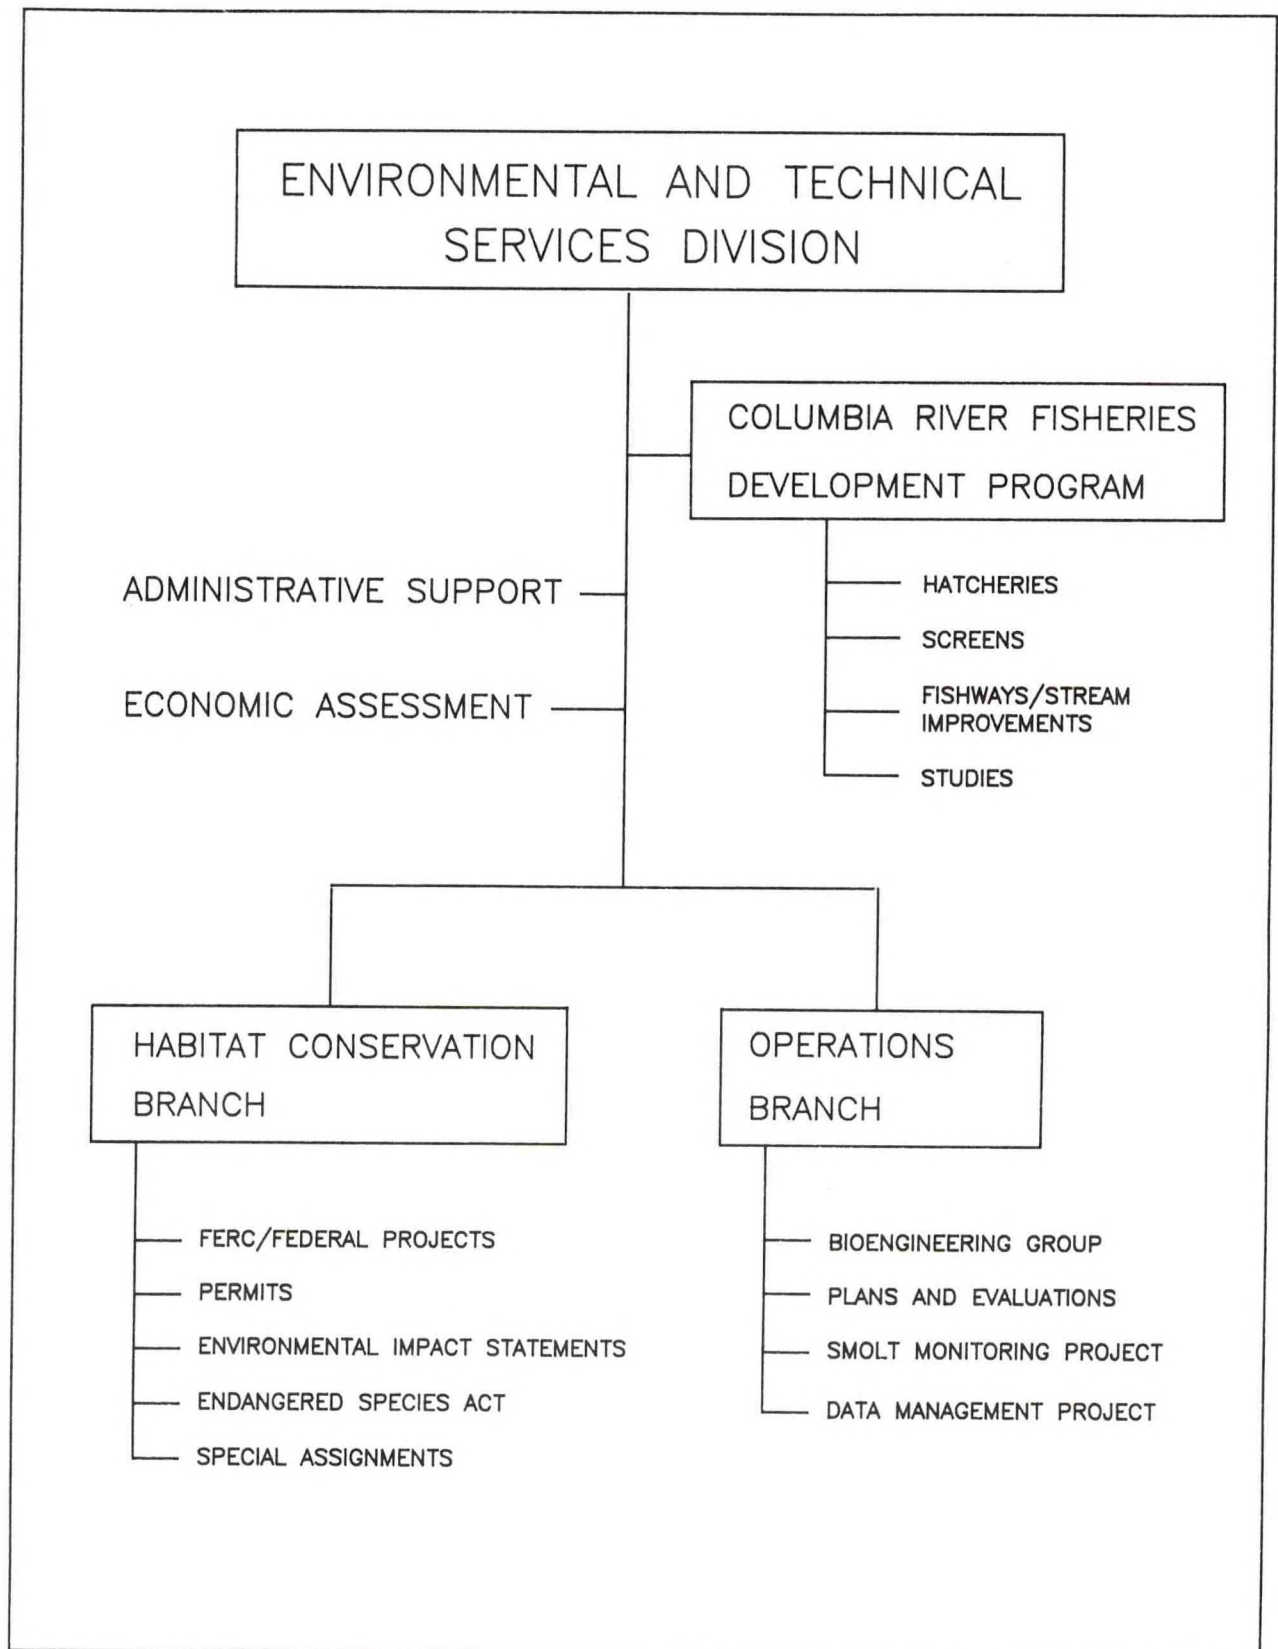 ENVIRONMENTAL AND TECHNICAL
SERVICES DIVISION
COLUMBIA RIVER FISHERIES
DEVELOPMENT PROGRAM
HATCHERIES
SCREENS
FISHWAYS/STREAM
IMPROVEMENTS
STUDIES
ADMINISTRATIVE SUPPORT
ECONOMIC ASSESSMENT
HABITAT CONSERVATION
BRANCH
FERC/FEDERAL PROJECTS
PERMITS
ENVIRONMENTAL IMPACT STATEMENTS
ENDANGERED SPECIES ACT
SPECIAL ASSIGNMENTS
OPERATIONS
BRANCH
BIOENGINEERING GROUP
PLANS AND EVALUATIONS
SMOLT MONITORING PROJECT
DATA MANAGEMENT PROJECT